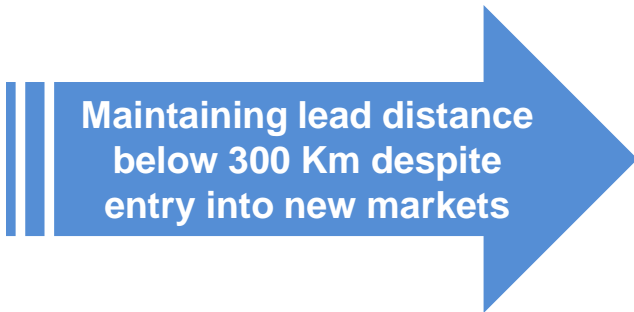 Maintaining lead distance
below 300 Km despite
entry into new markets